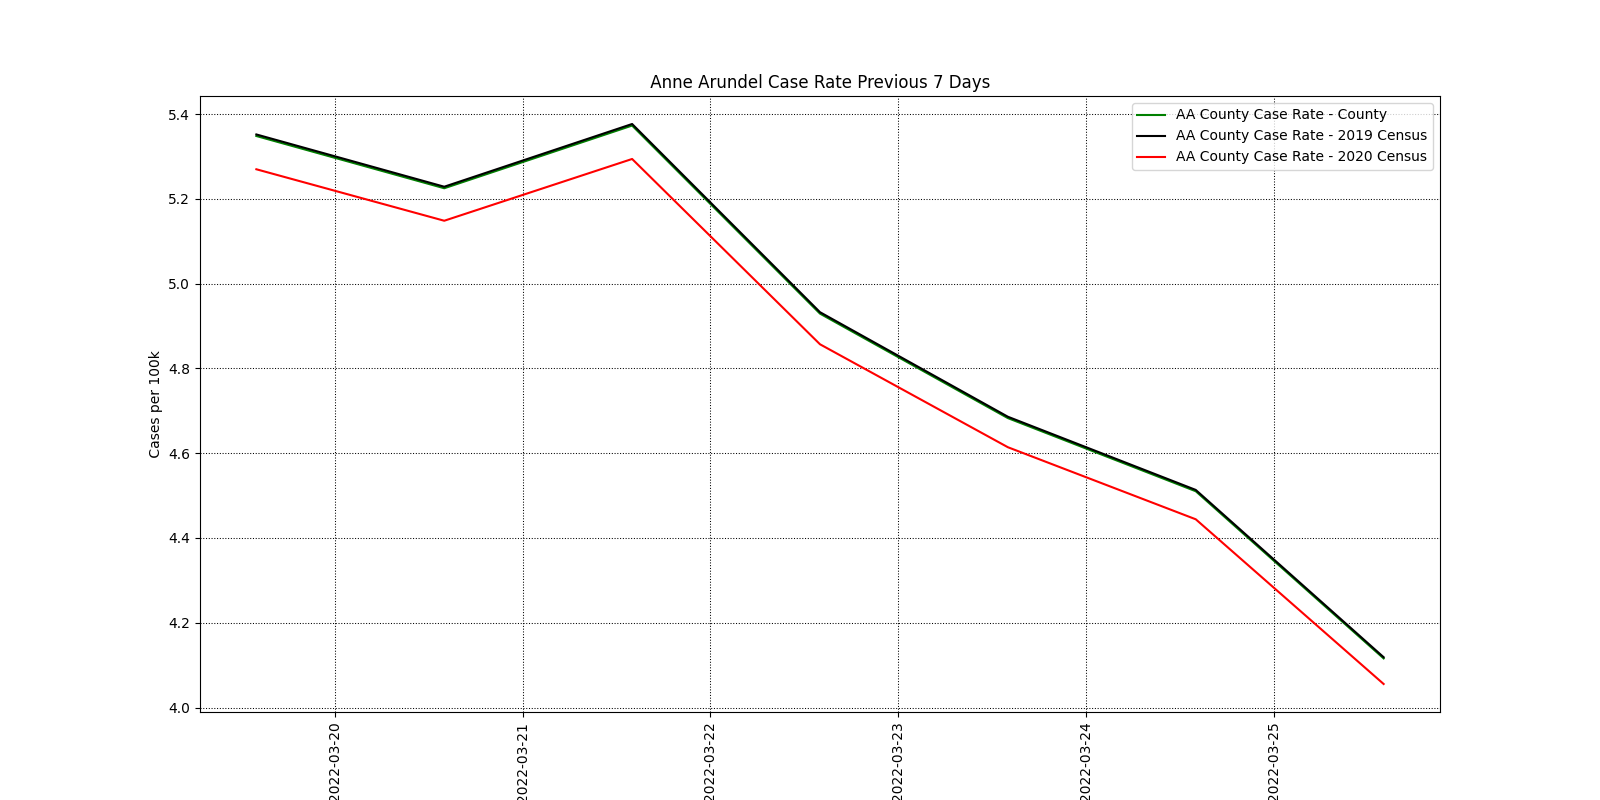 Anne Arundel Case Rate Previous 7 Days
AA County Case Rate - County
AA County Case Rate - 2019 Census
AA County Case Rate - 2020 Census
Cases per 100k
5.4
5.2
5.0
4.8
4.6
4.4
4.2
4.0
2022-03-20
2022-03-21
2022-03-22
2022-03-23
2022-03-24
2022-03-25